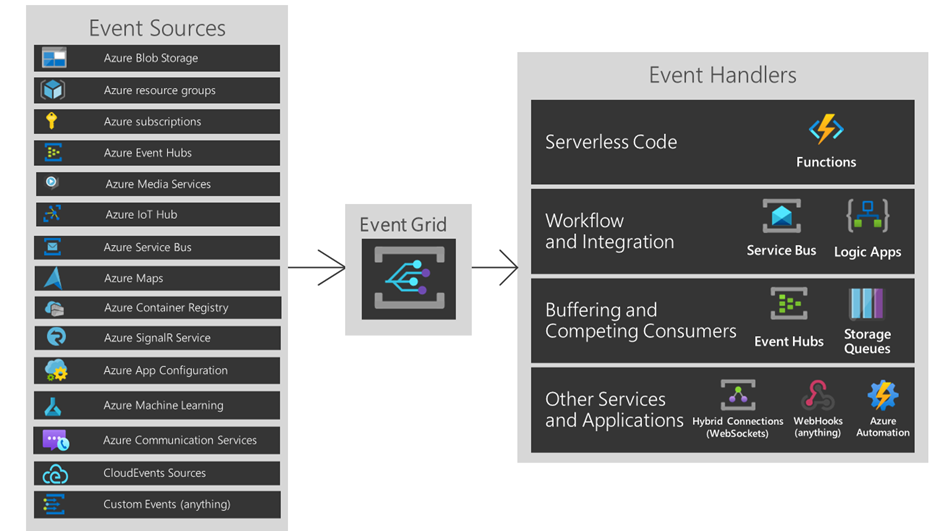 Event Sources
Azure Blob Storage
Azure resource groups
Azure subscriptions
Azure Event Hubs
Azure Media Services
Azure IoT Hub
Azure Service Bus
Azure Maps
Azure Container Registry
Azure SignalR Service
Azure App Configuration
Azure Machine Learning
Azure Communication Services
CloudEvents Sources
Custom Events (anything)
Event Grid
Event Handlers
Serverless Code
Functions
Workflow
and Integration
Service Bus
Logic Apps
Buffering and
Competing Consumers
Event Hubs
Storage
Queues
Other Services
and Applications
Hybrid Connections
(WebSockets)
WebHooks
(anything)
Azure
Automation